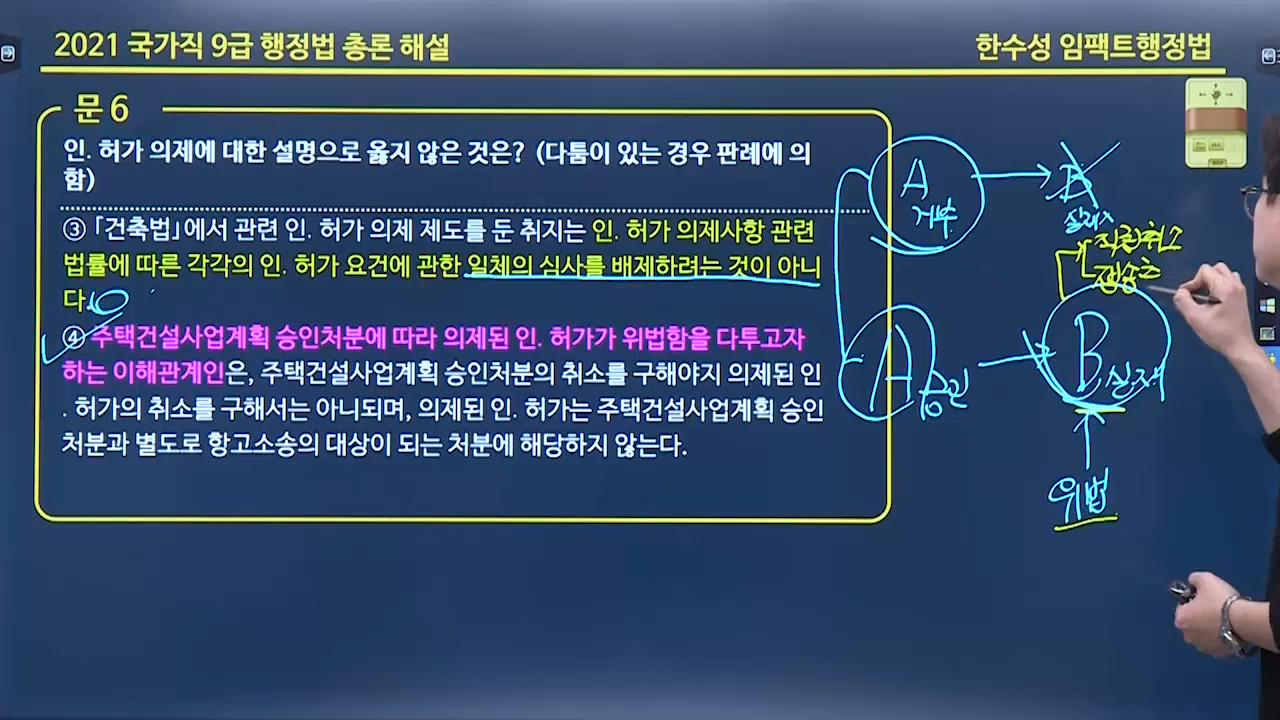 2021 국가직 9급 행정법 총론 해설
한수성 임팩트행정법
문 6
인. 허가 의제에 대한 설명으로 옳지 않은 것은? (다툼이 있는 경우 판례에 의
함)
③ 「건축법」에서 관련 인. 허가 의제 제도를 둔 취지는 인. 허가 의제사항 관련
법률에 따른 각각의 인. 허가 요건에 관한 일체의 심사를 배제하려는 것이 아니
다.
④ 주택건설사업계획 승인처분에 따라 의제된 인. 허가가 위법함을 다투고자
하는 이해관계인은, 주택건설사업계획 승인처분의 취소를 구해야지 의제된 인
. 허가의 취소를 구해서는 아니되며, 의제된 인. 허가는 주택건설사업계획 승인
처분과 별도로 항고소송의 대상이 되는 처분에 해당하지 않는다.
A
거부
B
실재X
직권취소
쟁송취
A 승인
B 실재
위법